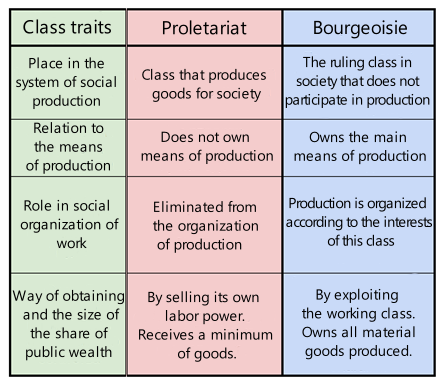 Class traits
Proletariat
Bourgeoisie
Place in the
system of social
production
Class that produces
goods for society
The ruling class in
society that does not
participate in production
Relation to
the means
of production
Does not own
means of production
Owns the main
means of production
Role in social
organization of
work
Eliminated from
the organization
of production
Production is organized
according to the interests
of this class
Way of obtaining
and the size of
the share of
public wealth
By selling its own
labor power.
Receives a minimum
of goods.
By exploiting
the working class.
Owns all material
goods produced.